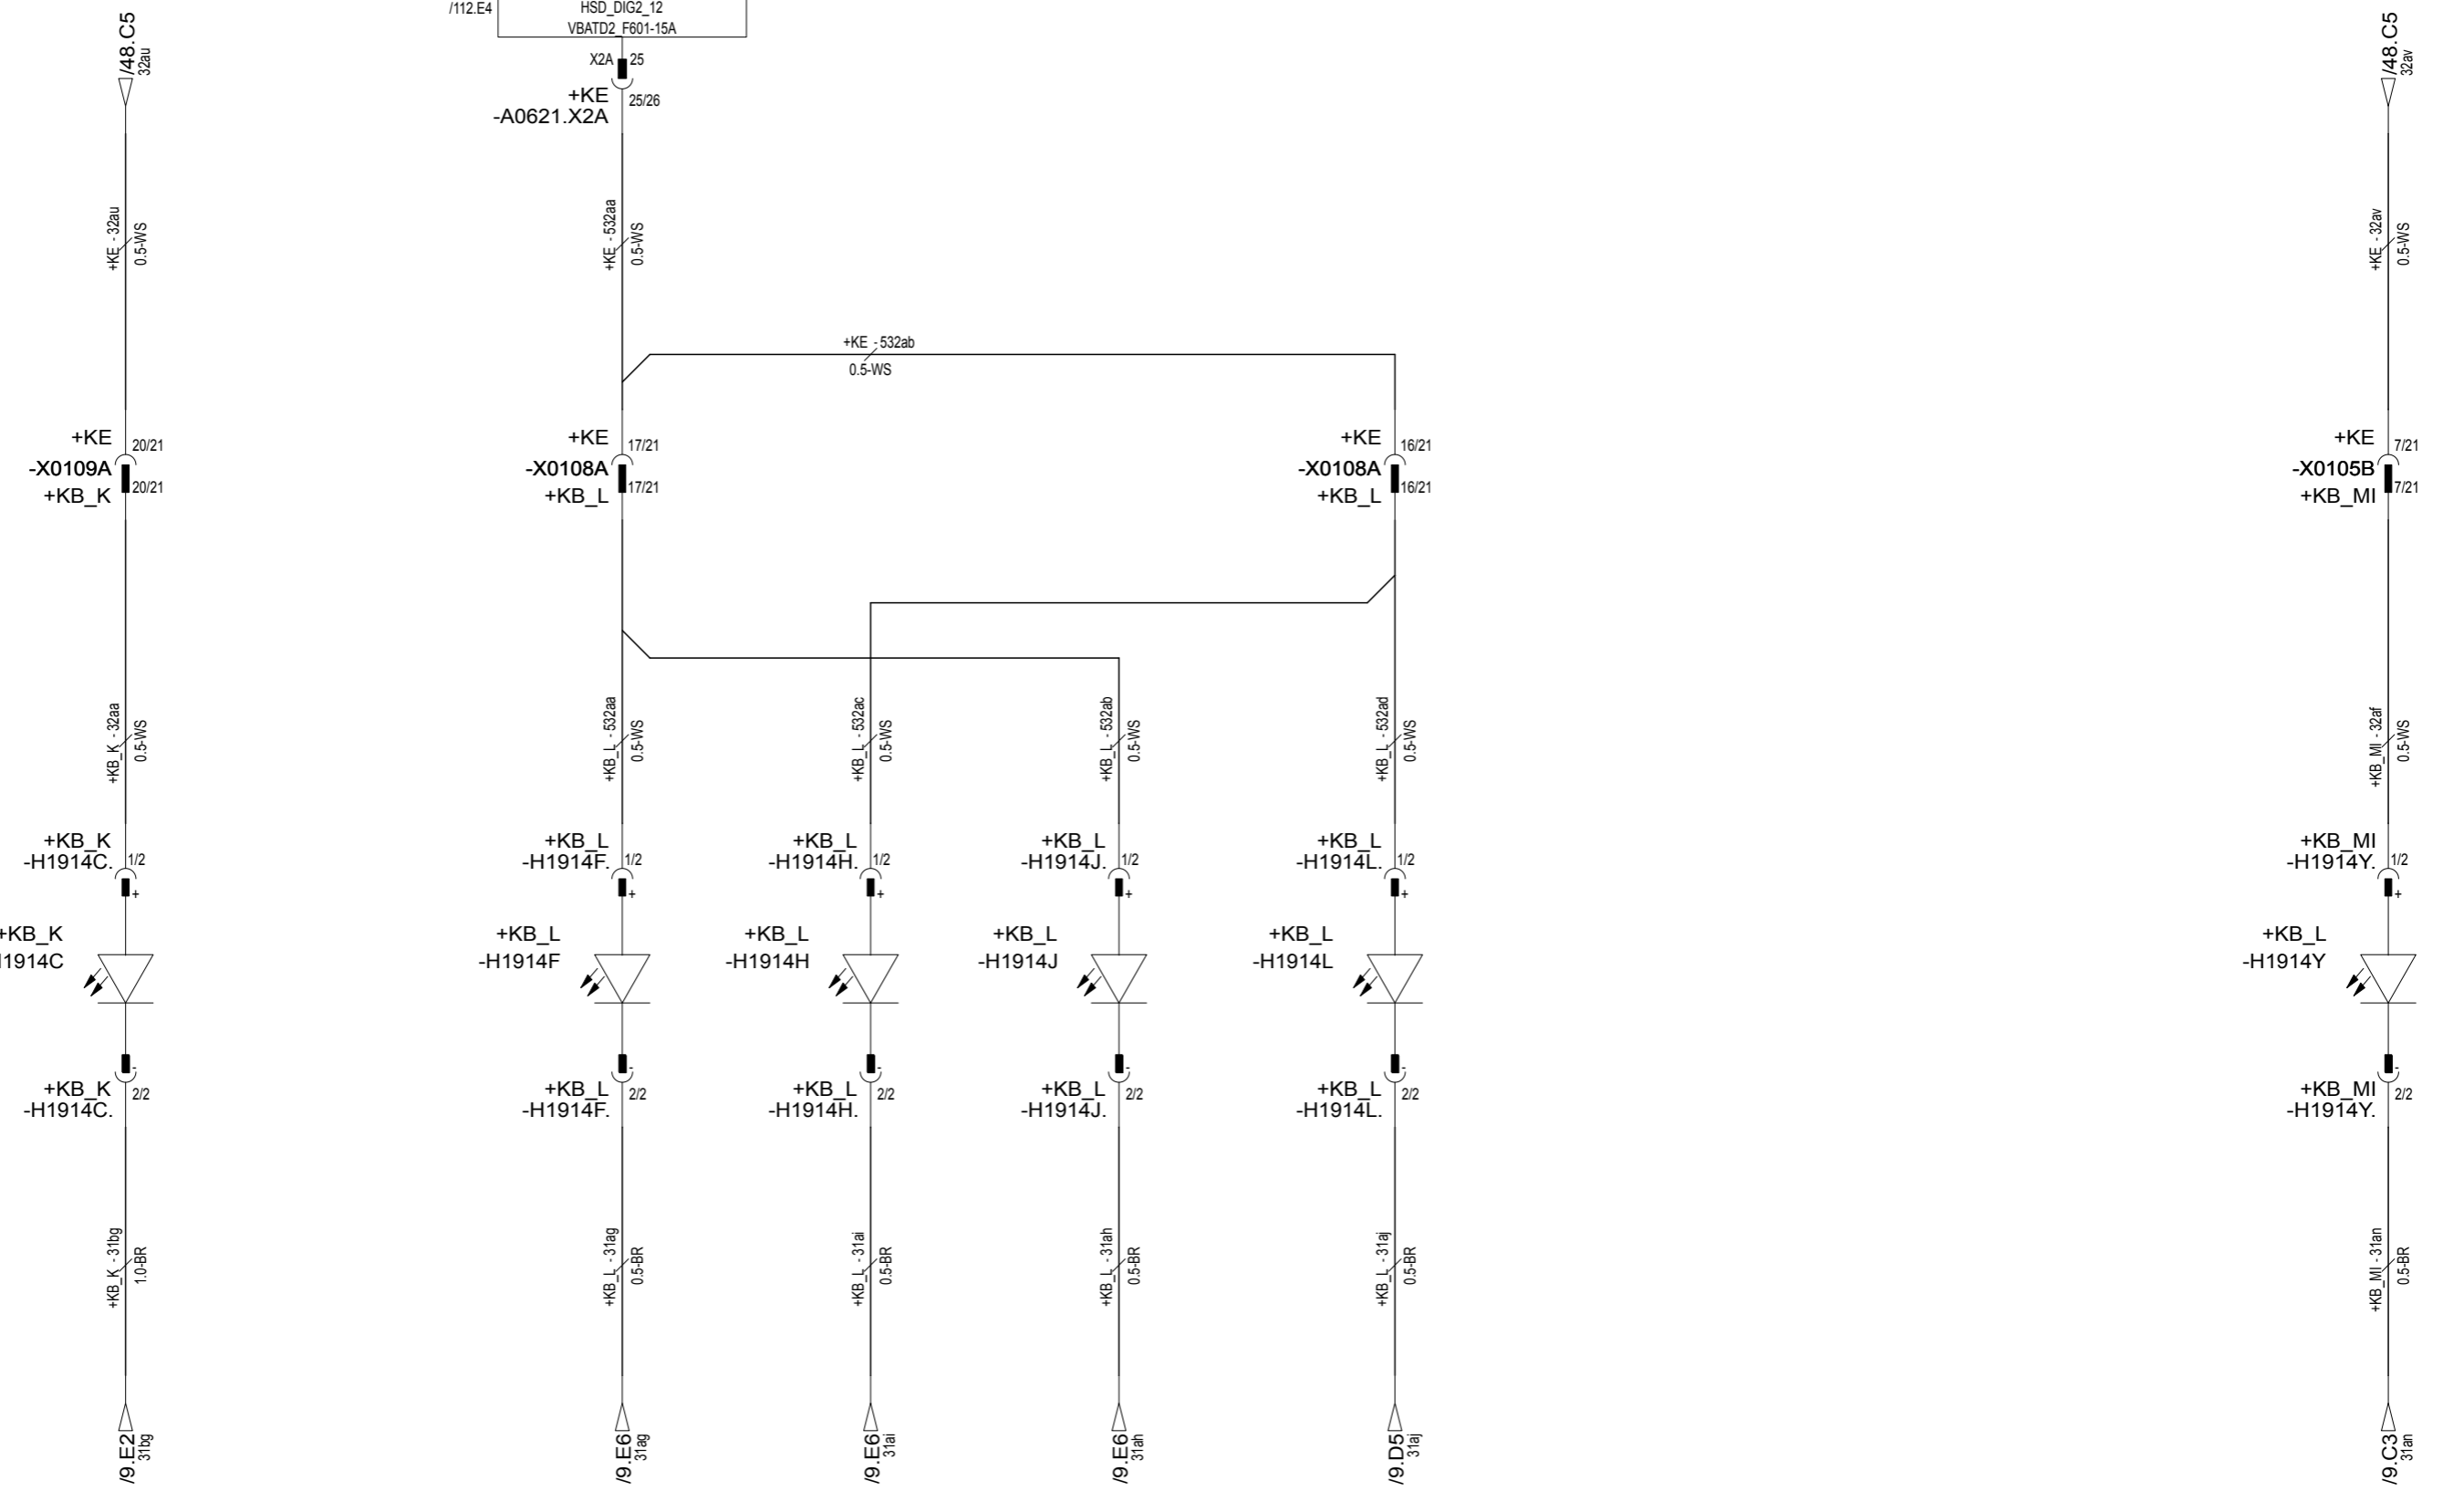 /112.E4
HSD_DIG2_12
VBATD2_F601-15A
/48.C5
32au
X2A 25
+KE 25/26
-A0621.X2A
/48.C5
32av
+KE - 32au
0.5-WS
+KE - 532aa
0.5-WS
+KE - 32av
0.5-WS
+KE - 532ab
0.5-WS
+KE 20/21
-X0109A
+KB_K 20/21
+KE 17/21
-X0108A
+KB_L 17/21
+KE 16/21
-X0108A
+KB_L 16/21
+KE 7/21
-X0105B
+KB_MI 7/21
+KB_K - 32aa
0.5-WS
+KB_L - 532aa
0.5-WS
+KB_L - 532ac
0.5-WS
+KB_L - 532ab
0.5-WS
+KB_L - 532ad
0.5-WS
+KB_MI - 32af
0.5-WS
+KB_K
-H1914C. 1/2
+
+KB_L
-H1914F. 1/2
+
+KB_L
-H1914H. 1/2
+
+KB_L
-H1914J. 1/2
+
+KB_L
-H1914L. 1/2
+
+KB_MI
-H1914Y. 1/2
+
+KB_K
H1914C
+KB_L
-H1914F
+KB_L
-H1914H
+KB_L
-H1914J
+KB_L
-H1914L
+KB_L
-H1914Y
-
+KB_K 2/2
-H1914C.
-
+KB_L 2/2
-H1914F.
-
+KB_L 2/2
-H1914H.
-
+KB_L 2/2
-H1914J.
-
+KB_L 2/2
-H1914L.
-
+KB_MI 2/2
-H1914Y.
+KB_K - 31bg
1.0-BR
+KB_L - 31ag
0.5-BR
+KB_L - 31ai
0.5-BR
+KB_L - 31ah
0.5-BR
+KB_L - 31aj
0.5-BR
+KB_MI - 31an
0.5-BR
/9.E2
31bg
/9.E6
31ag
/9.E6
31ai
/9.E6
31ah
/9.D5
31aj
/9.C3
31an